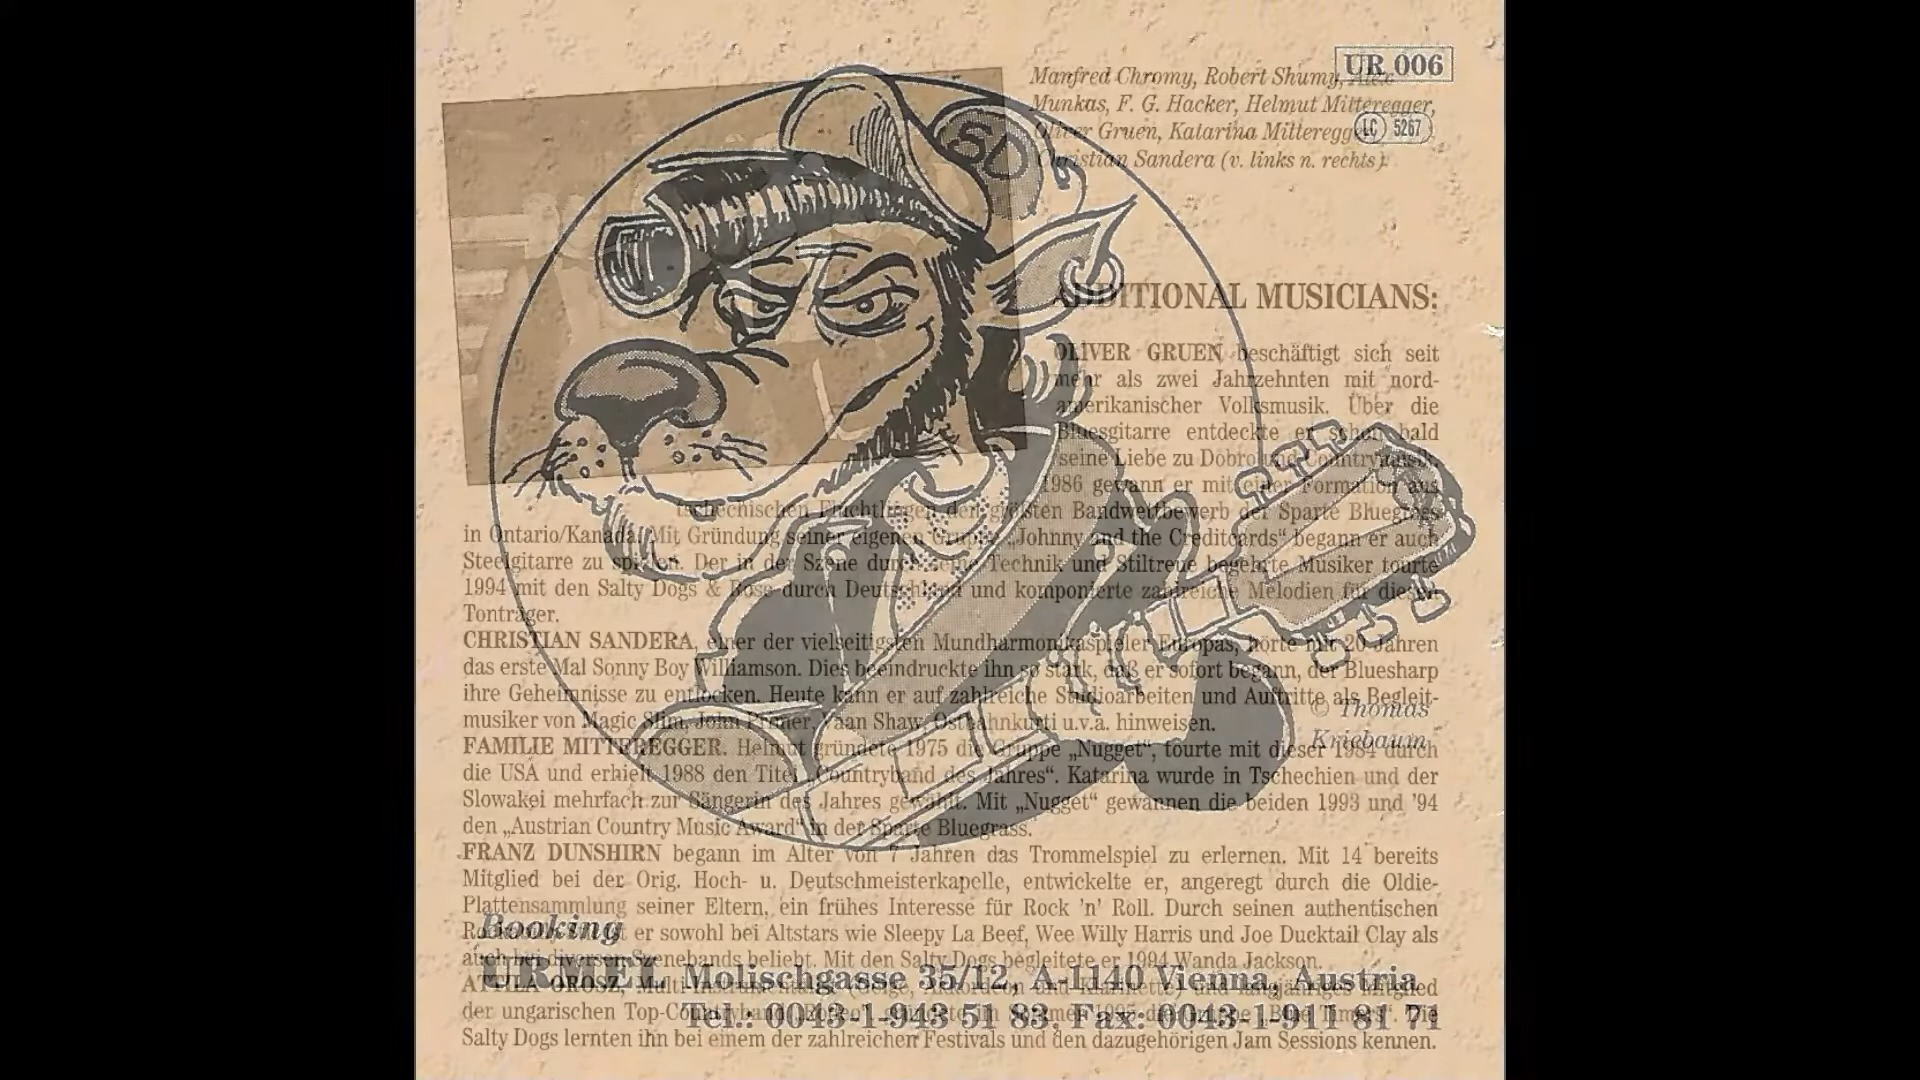 UR 006
LC 5267
SD
Manfred Chromy, Robert Shumy, Alex
Munkas, F. G. Hacker, Helmut Mitteregger,
Oliver Gruen, Katarina Mitteregger,
Christian Sandera (v. links n. rechts)
ADDITIONAL MUSICIANS:
OLIVER GRUEN beschäftigt sich seit
mehr als zwei Jahrzehnten mit nord-
amerikanischer Volksmusik. Über die
Bluesgitarre entdeckte er schon bald
seine Liebe zu Dobro und Countrymusik.
1986 gewann er mit einer Formation aus
tschechischen Flüchtlingen den größten Bandwettbewerb der Sparte Bluegrass
in Ontario/Kanada. Mit Gründung seiner eigenen Gruppe „Johnny and the Creditcards“ begann er auch
Steelgitarre zu spielen. Der in der Szene durch seine Technik und Stiltreue begehrte Musiker tourte
1994 mit den Salty Dogs & Rose durch Deutschland und komponierte zahlreiche Melodien für diesen
Tonträger.
CHRISTIAN SANDERA, einer der vielseitigsten Mundharmonikaspieler Europas, hörte mit 20 Jahren
das erste Mal Sonny Boy Williamson. Dies beeindruckte ihn so stark, daß er sofort begann, der Bluesharp
ihre Geheimnisse zu entlocken. Heute kann er auf zahlreiche Studioarbeiten und Auftritte als Begleit-
musiker von Magic Slim, John Primer, Vaan Shaw, Ostbahnkurti u.v.a. hinweisen.
© Thomas
Kriebaum
FAMILIE MITTEREGGER. Helmut gründete 1975 die Gruppe „Nugget“, tourte mit dieser 1984 durch
die USA und erhielt 1988 den Titel „Countryband des Jahres“. Katarina wurde in Tschechien und der
Slowakei mehrfach zur Sängerin des Jahres gewählt. Mit „Nugget“ gewannen die beiden 1993 und '94
den „Austrian Country Music Award“ in der Sparte Bluegrass.
FRANZ DUNSHIRN begann im Alter von 7 Jahren das Trommelspiel zu erlernen. Mit 14 bereits
Mitglied bei der Orig. Hoch- u. Deutschmeisterkapelle, entwickelte er, angeregt durch die Oldie-
Plattensammlung seiner Eltern, ein frühes Interesse für Rock 'n' Roll. Durch seinen authentischen
er sowohl bei Altstars wie Sleepy La Beef, Wee Willy Harris und Joe Ducktail Clay als
auch bei diversen Szenebands beliebt. Mit den Salty Dogs begleitete er 1994 Wanda Jackson.
ATTILA OROSZ, Multi-Instrumentalist (Geige, Akkordeon und Klarinette) und langjähriges Mitglied
der ungarischen Top-Countryband Die
Salty Dogs lernten ihn bei einem der zahlreichen Festivals und den dazugehörigen Jam Sessions kennen.
Booking
URMEL Molischgasse 35/12, A-1140 Vienna, Austria
Tel.: 0043-1-943 51 83, Fax: 0043-1-911 81 71